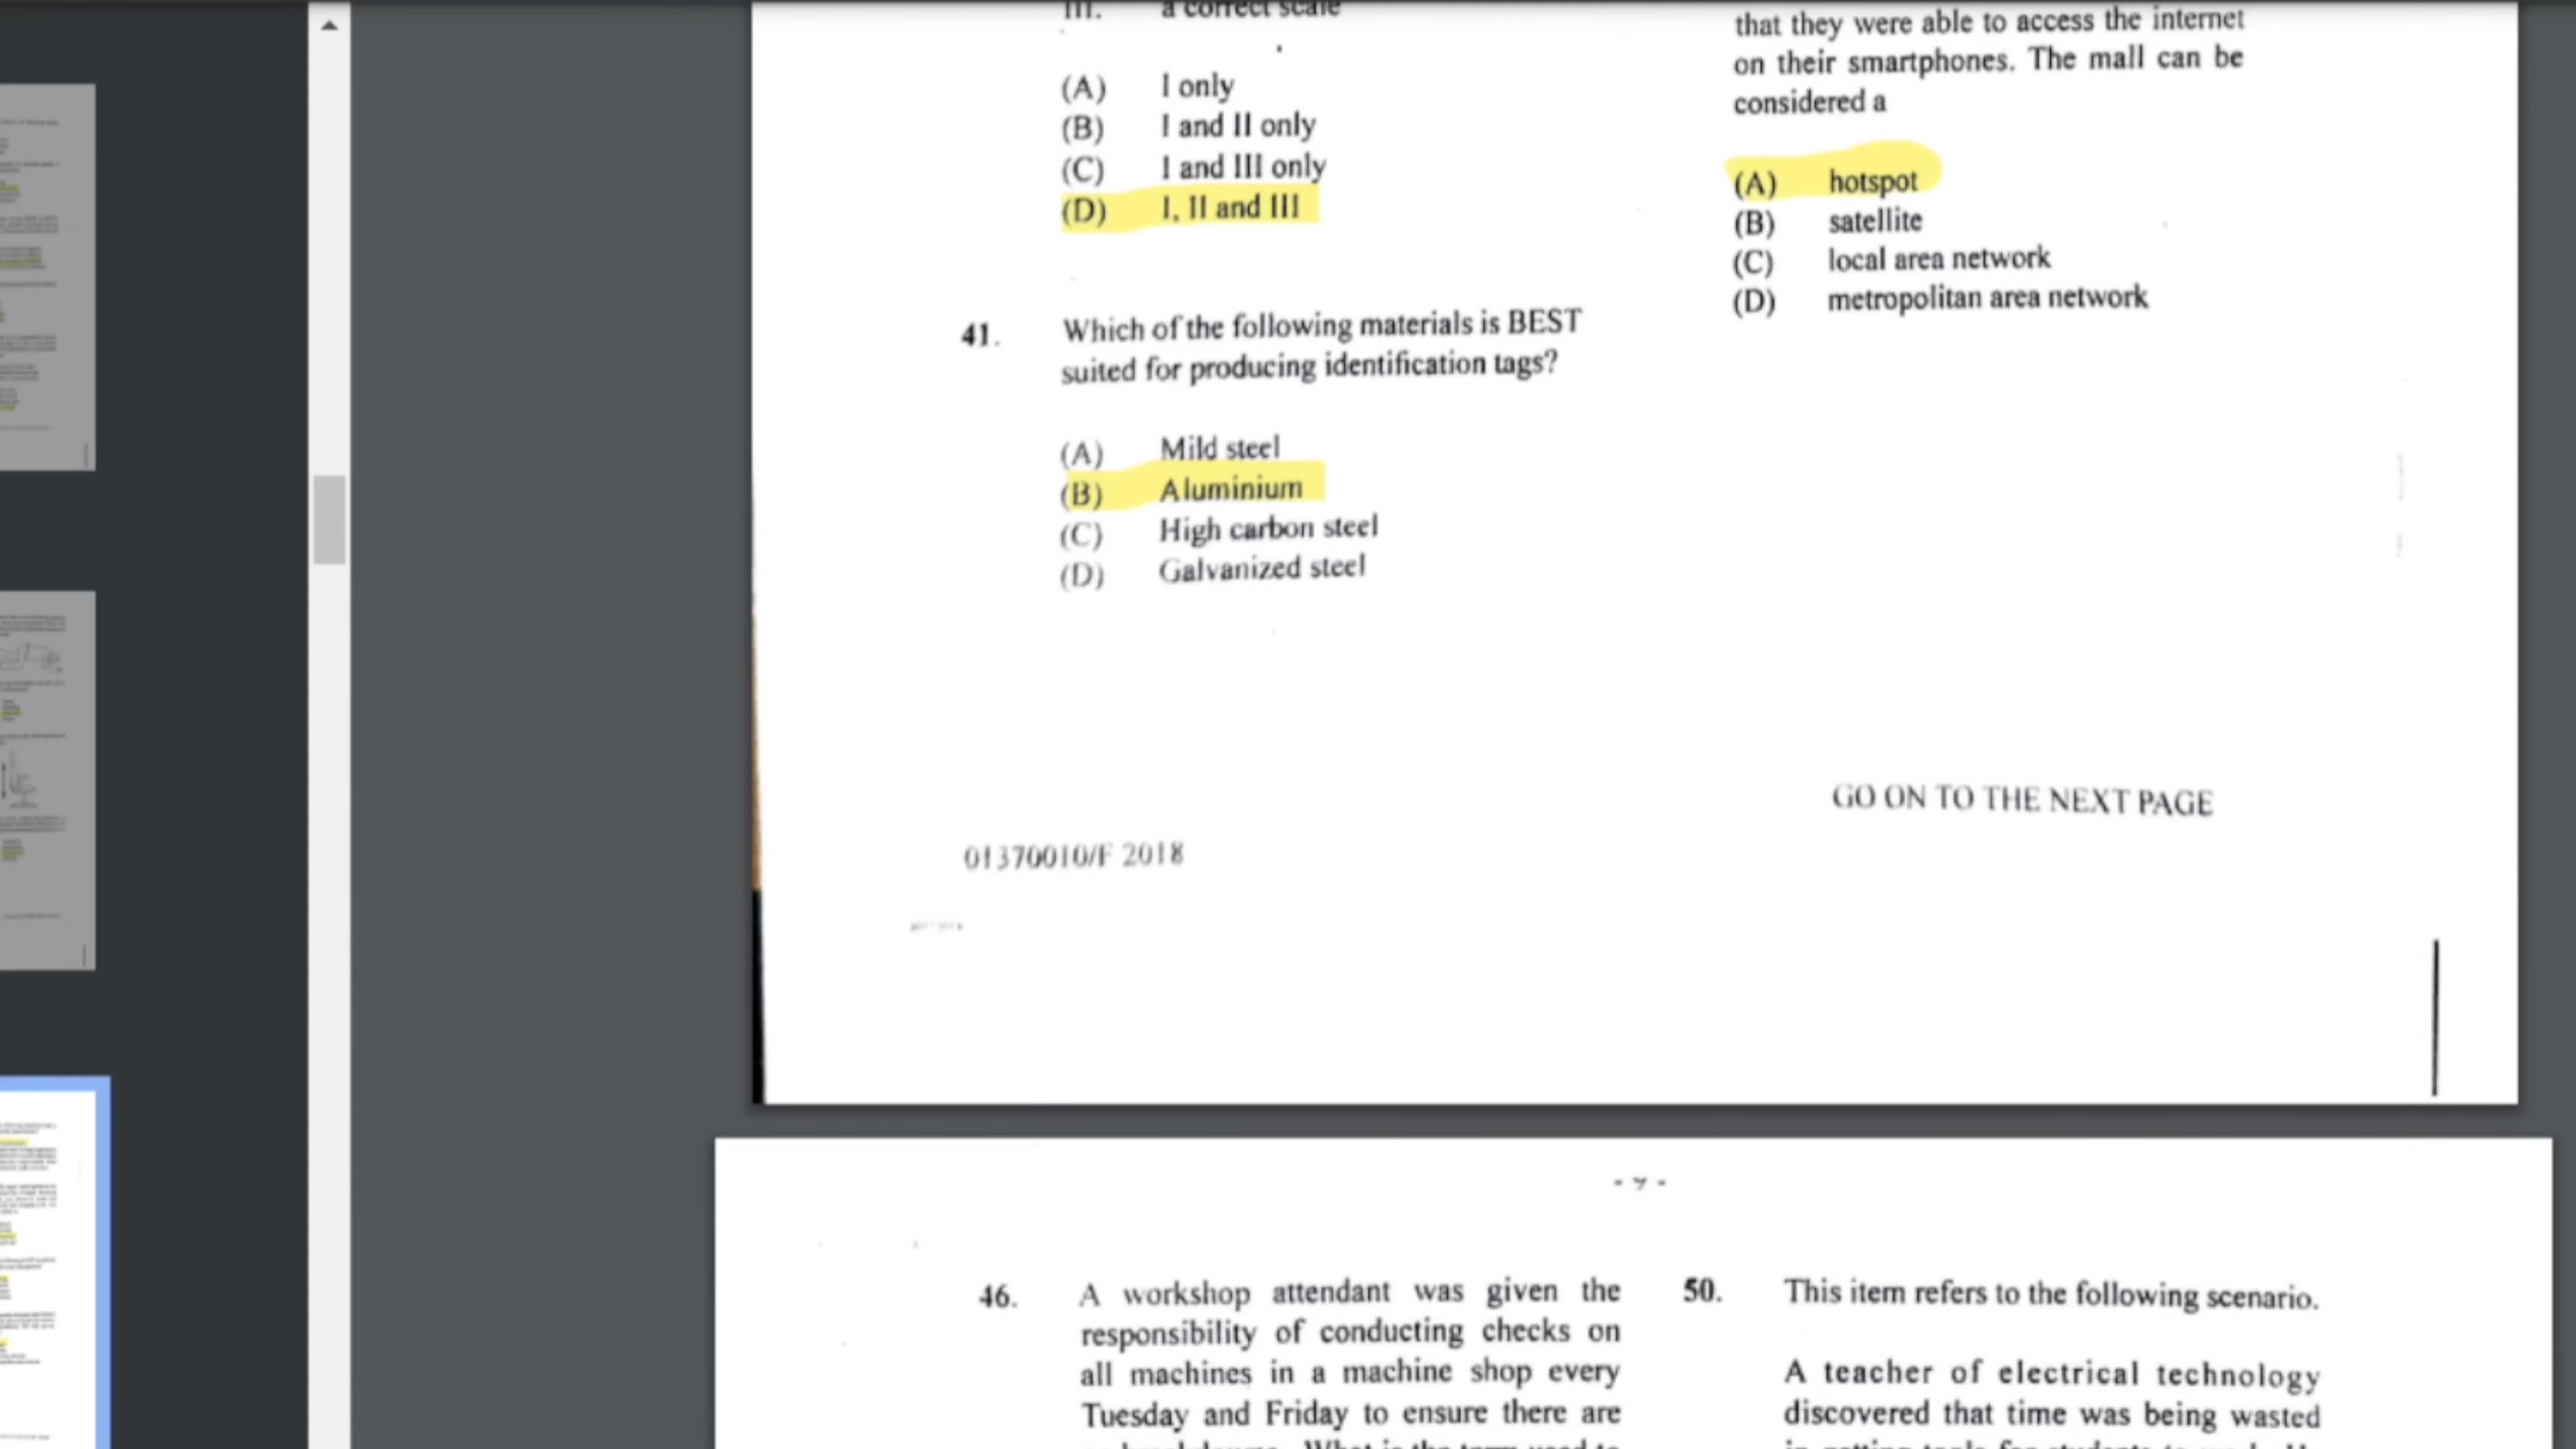 III. a correct scale
(A) I only
(B) I and II only
(C) I and III only
(D) I, II and III
41. Which of the following materials is BEST
suited for producing identification tags?
(A) Mild steel
(B) Aluminium
(C) High carbon steel
(D) Galvanized steel
that they were able to access the internet
on their smartphones. The mall can be
considered a
(A) hotspot
(B) satellite
(C) local area network
(D) metropolitan area network
GO ON TO THE NEXT PAGE
01370010/F 2018
46. A workshop attendant was given the
responsibility of conducting checks on
all machines in a machine shop every
Tuesday and Friday to ensure there are
50. This item refers to the following scenario.
A teacher of electrical technology
discovered that time was being wasted